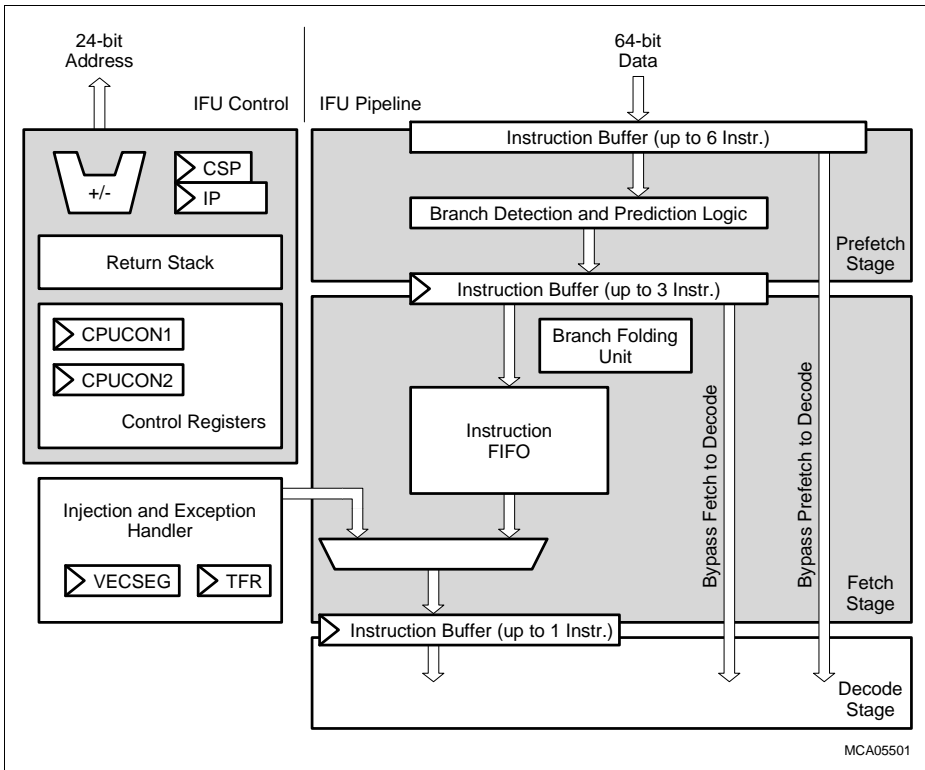 24-bit
Address
64-bit
Data
IFU Control
IFU Pipeline
Instruction Buffer (up to 6 Instr.)
CSP
+/-
IP
Branch Detection and Prediction Logic
Prefetch
Stage
Return Stack
Instruction Buffer (up to 3 Instr.)
CPUCON1
Branch Folding
Unit
CPUCON2
Control Registers
Instruction
FIFO
Bypass Fetch to Decode
Bypass Prefetch to Decode
Injection and Exception
Handler
VECSEG
TFR
Fetch
Stage
Instruction Buffer (up to 1 Instr.)
Decode
Stage
MCA05501